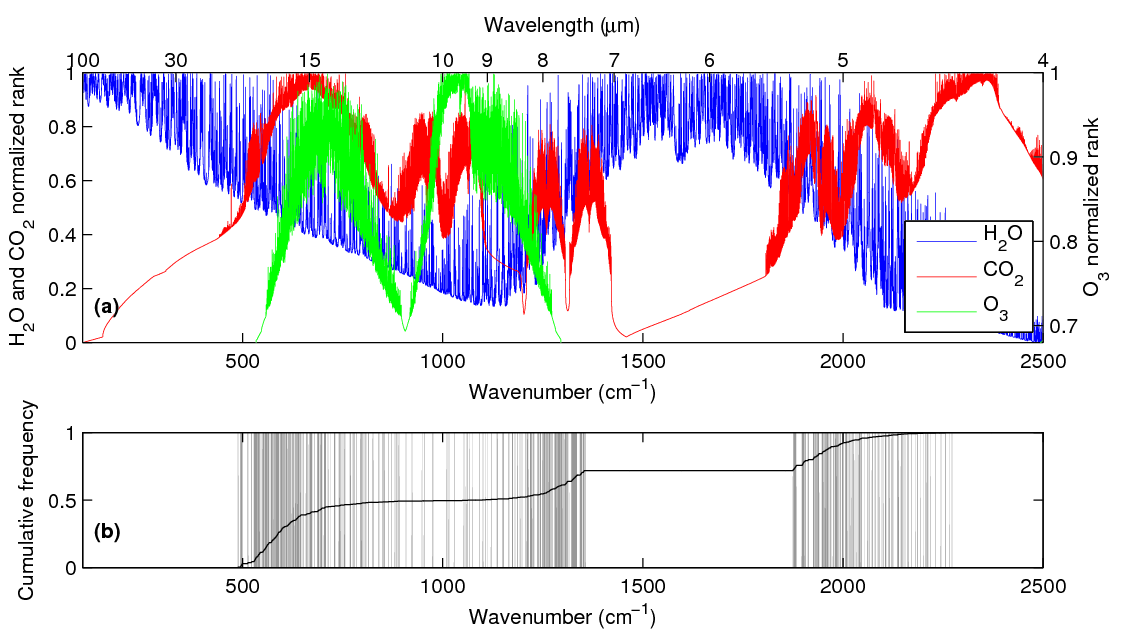 Wavelength (μm)
100 30 15 10 9 8 7 6 5 4
H2O and CO2 normalized rank
1
0.8
0.6
0.4
0.2
0
(a)
1
0.9
0.8
0.7
O3 normalized rank
H2O
CO2
O3
500 1000 1500 2000 2500
Wavenumber (cm−1)
Cumulative frequency
1
0.5
0
(b)
500 1000 1500 2000 2500
Wavenumber (cm−1)